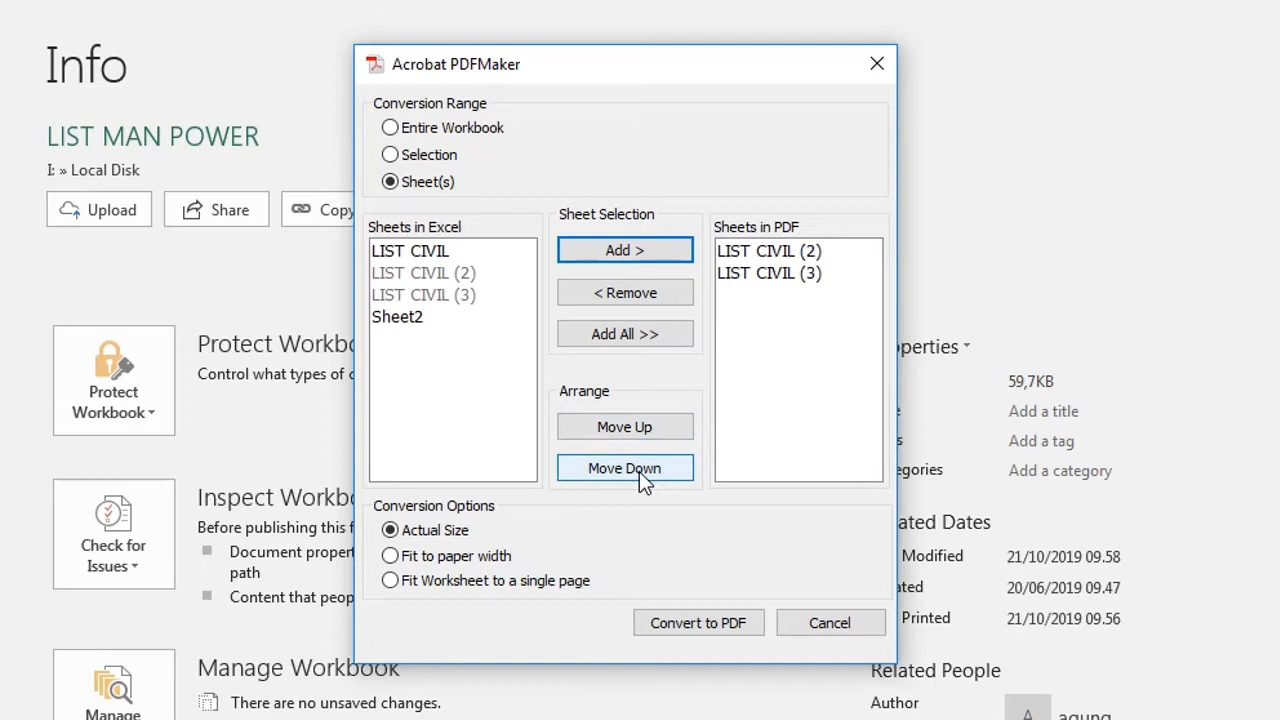 Info
LIST MAN POWER
I: » Local Disk
Upload
Share
Copy
Protect Workbo
Control what types of
Protect
Workbook
Inspect Workbo
Before publishing this f
Document proper
path
Content that peop
Check for
Issues
Manage Workbook
There are no unsaved changes.
Manage
Acrobat PDFMaker
Conversion Range
Entire Workbook
Selection
Sheet(s)
Sheets in Excel
LIST CIVIL
LIST CIVIL (2)
LIST CIVIL (3)
Sheet2
Sheet Selection
Add >
< Remove
Add All >>
Arrange
Move Up
Move Down
Sheets in PDF
LIST CIVIL (2)
LIST CIVIL (3)
Conversion Options
Actual Size
Fit to paper width
Fit Worksheet to a single page
Convert to PDF
Cancel
operties
59,7KB
Add a title
Add a tag
egories
Add a category
ated Dates
Modified 21/10/2019 09.58
ated 20/06/2019 09.47
Printed 21/10/2019 09.56
Related People
Author
A
agung